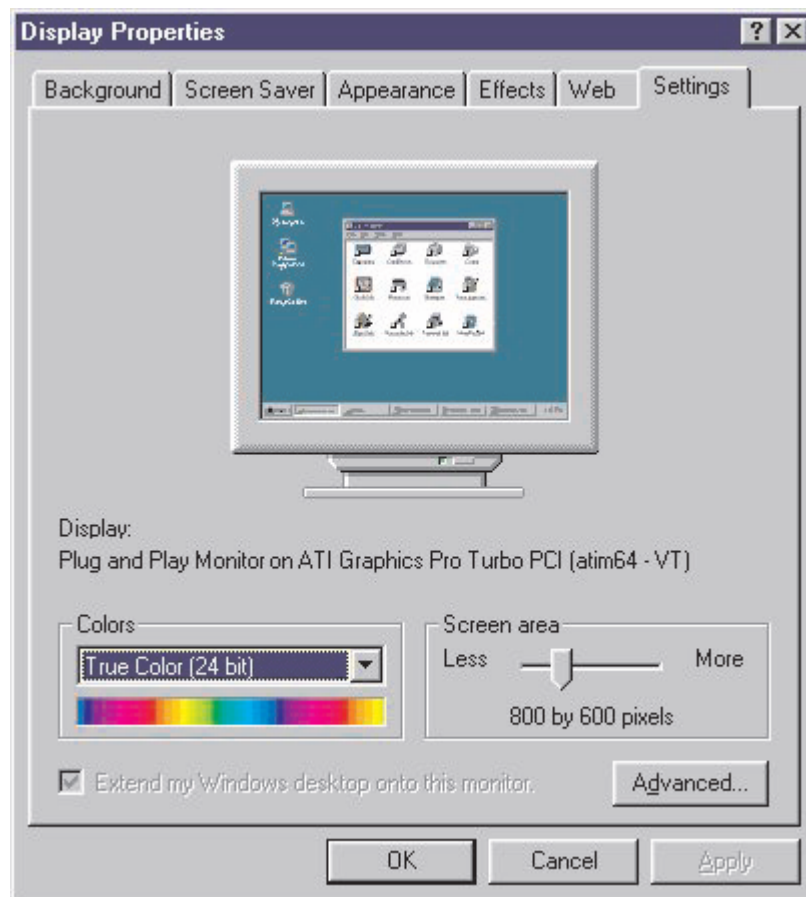 Display Properties
Background Screen Saver Appearance Effects Web Settings
Display:
Plug and Play Monitor on ATI Graphics Pro Turbo PCI (atim64 - VT)
Colors
True Color (24 bit)
Screen area
Less More
800 by 600 pixels
Extend my Windows desktop onto this monitor.
Advanced...
OK Cancel Apply